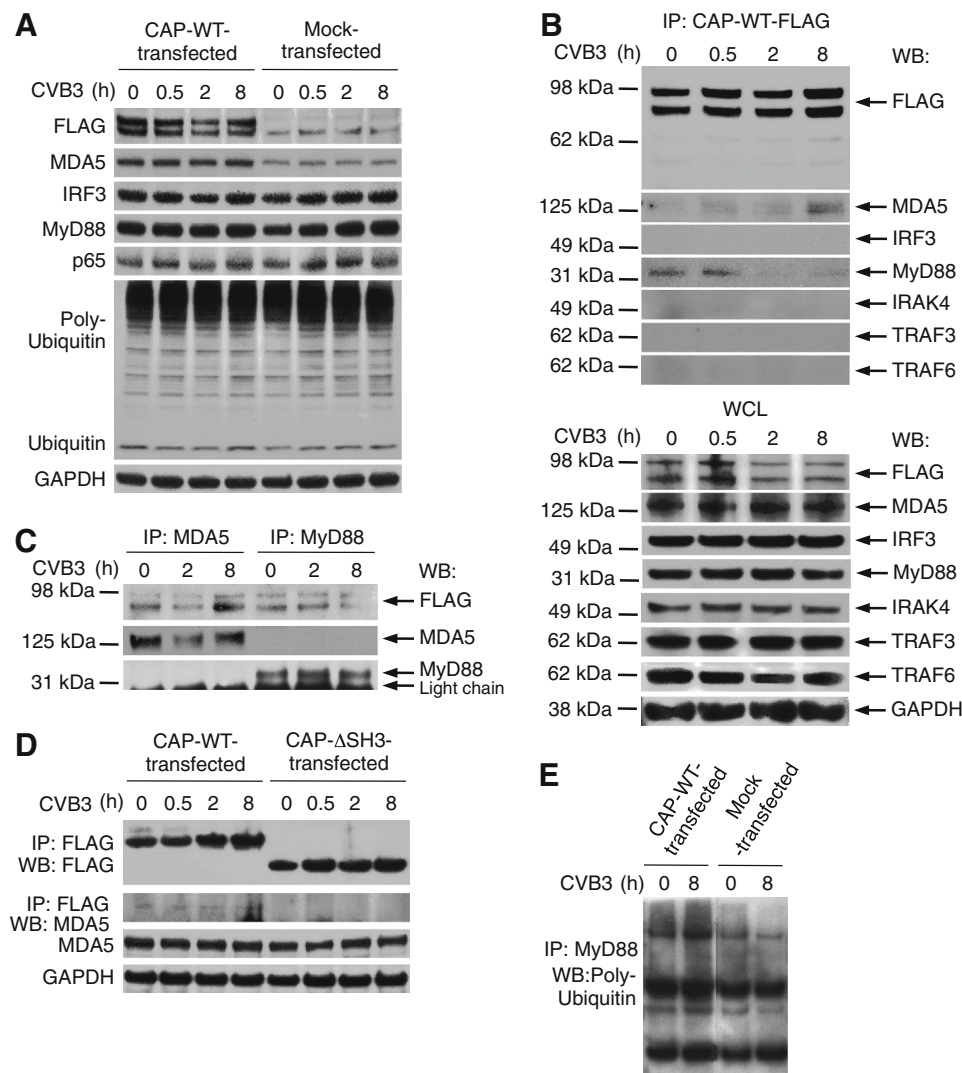 A
CAP-WT-
transfected
Mock-
transfected
CVB3 (h) 0 0.5 2 8 0 0.5 2 8
FLAG
MDA5
IRF3
MyD88
p65
Poly-
Ubiquitin
Ubiquitin
GAPDH
B
IP: CAP-WT-FLAG
CVB3 (h) 0 0.5 2 8 WB:
98 kDa FLAG
62 kDa
125 kDa MDA5
49 kDa IRF3
31 kDa MyD88
49 kDa IRAK4
62 kDa TRAF3
62 kDa TRAF6
WCL
CVB3 (h) 0 0.5 2 8 WB:
98 kDa FLAG
125 kDa MDA5
49 kDa IRF3
31 kDa MyD88
49 kDa IRAK4
62 kDa TRAF3
62 kDa TRAF6
38 kDa GAPDH
C
IP: MDA5 IP: MyD88
CVB3 (h) 0 2 8 0 2 8 WB:
98 kDa FLAG
125 kDa MDA5
MyD88
31 kDa Light chain
D
CAP-WT-
transfected
CAP-ΔSH3-
transfected
CVB3 (h) 0 0.5 2 8 0 0.5 2 8
IP: FLAG
WB: FLAG
IP: FLAG
WB: MDA5
MDA5
GAPDH
E
CAP-WT-
transfected
Mock
-transfected
CVB3 (h) 0 8 0 8
IP: MyD88
WB:Poly-
Ubiquitin